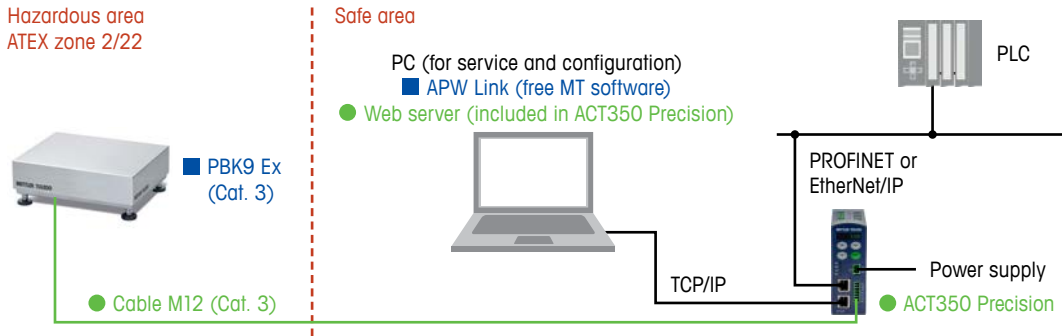 Hazardous area
ATEX zone 2/22
Safe area
PC (for service and configuration)
APW Link (free MT software)
Web server (included in ACT350 Precision)
PLC
PBK9 Ex
(Cat. 3)
PROFINET or
EtherNet/IP
METTLER TOLEDO
TCP/IP
Power supply
Cable M12 (Cat. 3)
ACT350 Precision